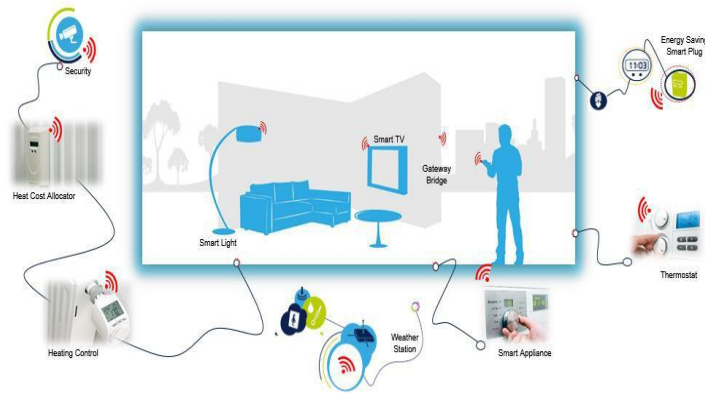 Energy Saving
Smart Plug
11:03
Security
Smart TV
Gateway
Bridge
Heat Cost Allocator
Smart Light
Thermostat
Weather
Station
Heating Control
Smart Appliance